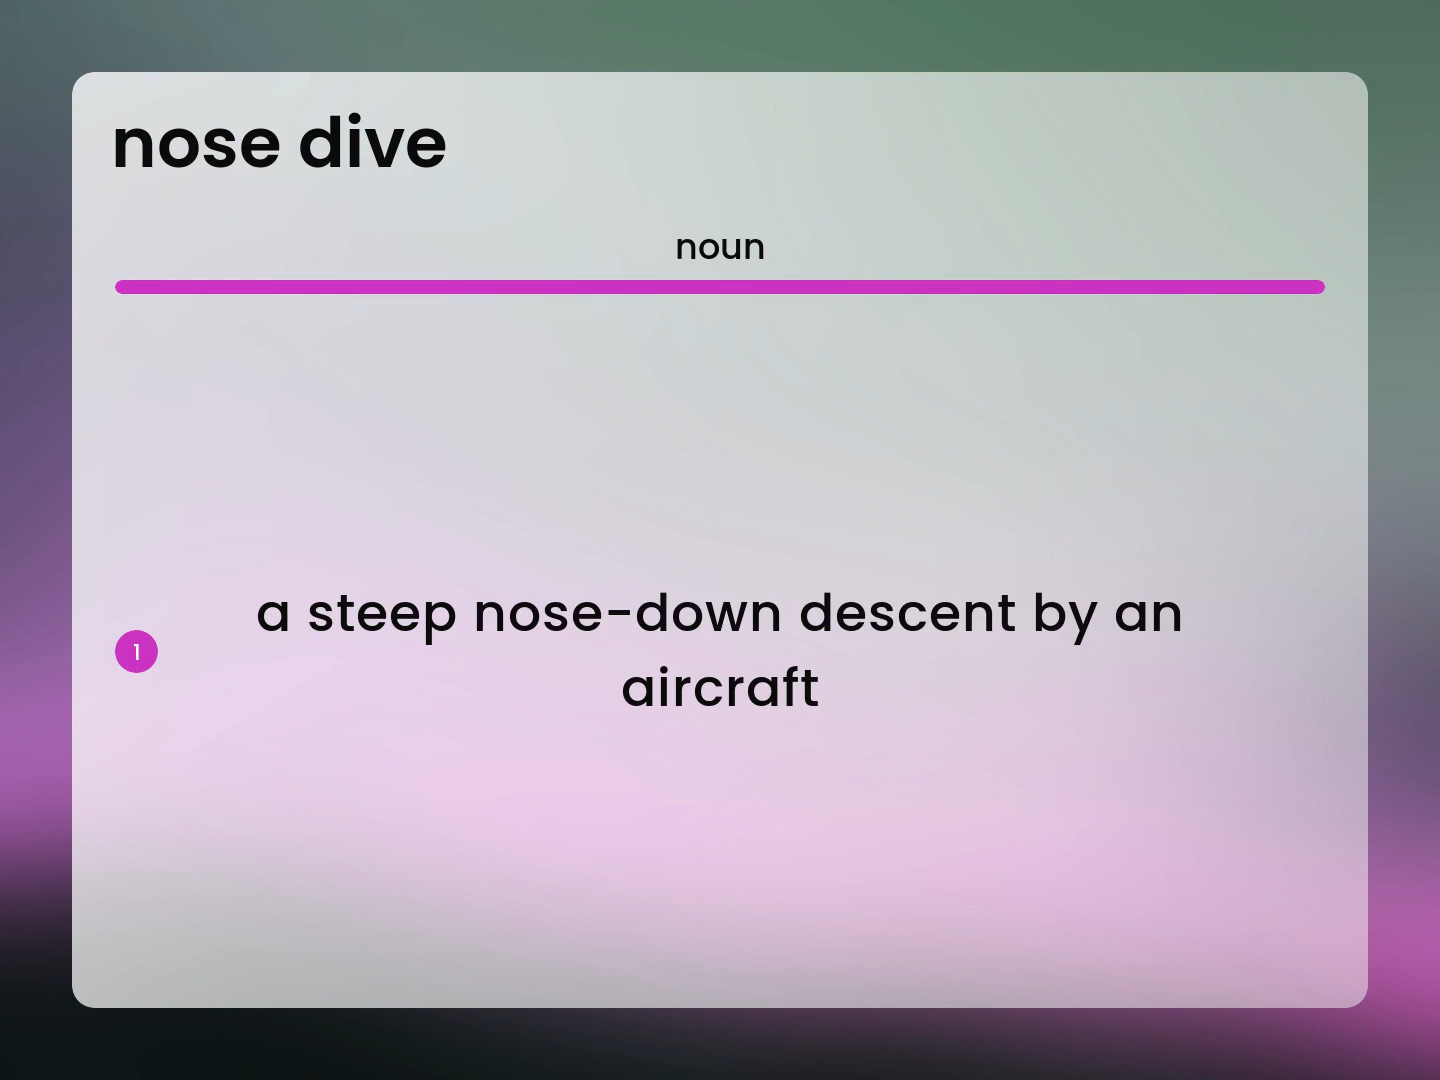 nose dive
noun
1
a steep nose-down descent by an
aircraft